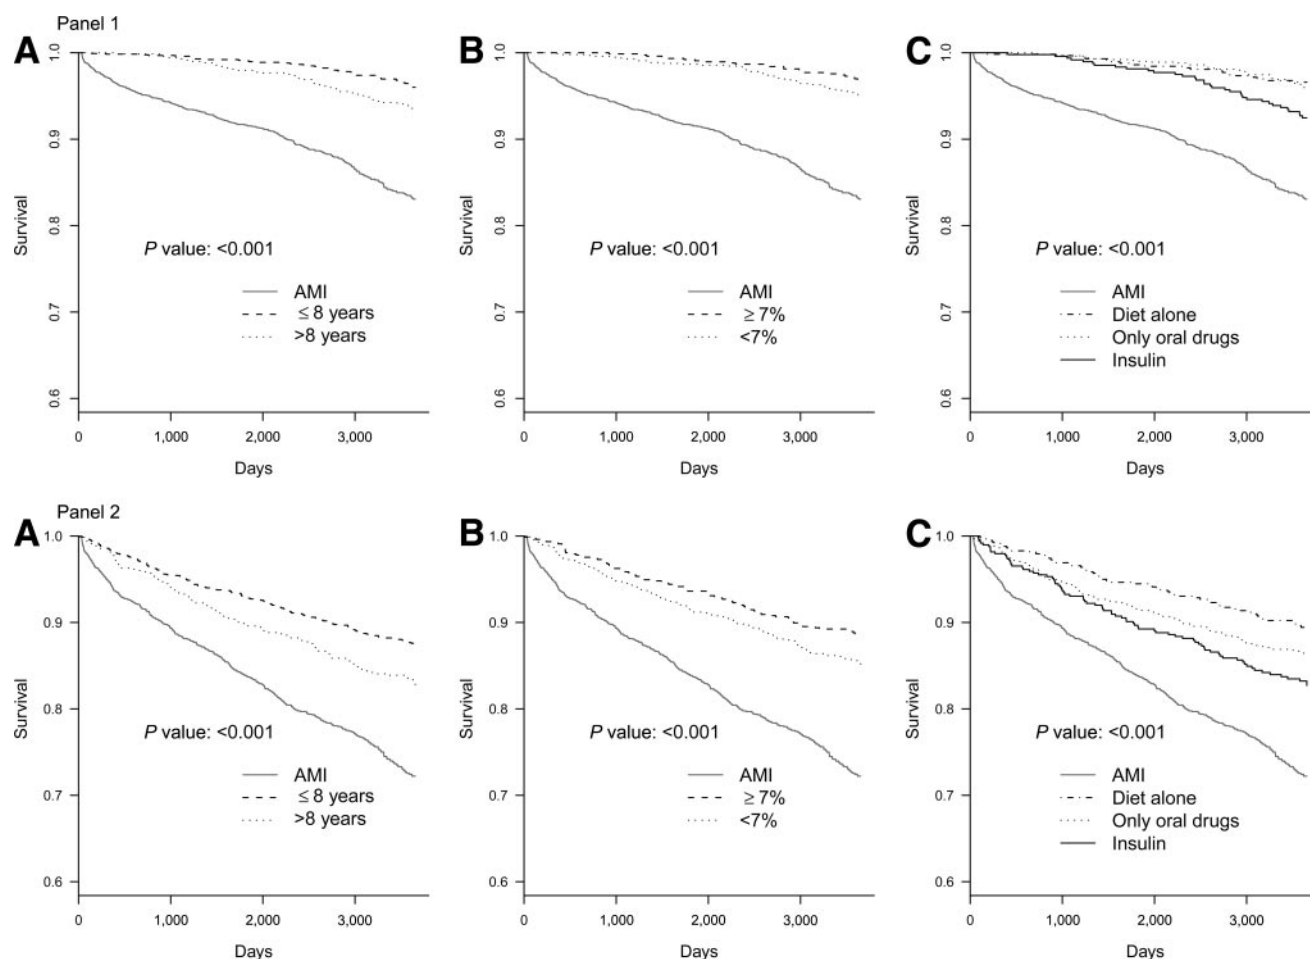 Panel 1
A
1.0
0.9
0.8
0.7
0.6
Survival
P value: <0.001
AMI
≤ 8 years
>8 years
0 1,000 2,000 3,000
Days
B
1.0
0.9
0.8
0.7
0.6
Survival
P value: <0.001
AMI
≥ 7%
<7%
0 1,000 2,000 3,000
Days
C
1.0
0.9
0.8
0.7
0.6
Survival
P value: <0.001
AMI
Diet alone
Only oral drugs
Insulin
0 1,000 2,000 3,000
Days
Panel 2
A
1.0
0.9
0.8
0.7
0.6
Survival
P value: <0.001
AMI
≤ 8 years
>8 years
0 1,000 2,000 3,000
Days
B
1.0
0.9
0.8
0.7
0.6
Survival
P value: <0.001
AMI
≥ 7%
<7%
0 1,000 2,000 3,000
Days
C
1.0
0.9
0.8
0.7
0.6
Survival
P value: <0.001
AMI
Diet alone
Only oral drugs
Insulin
0 1,000 2,000 3,000
Days